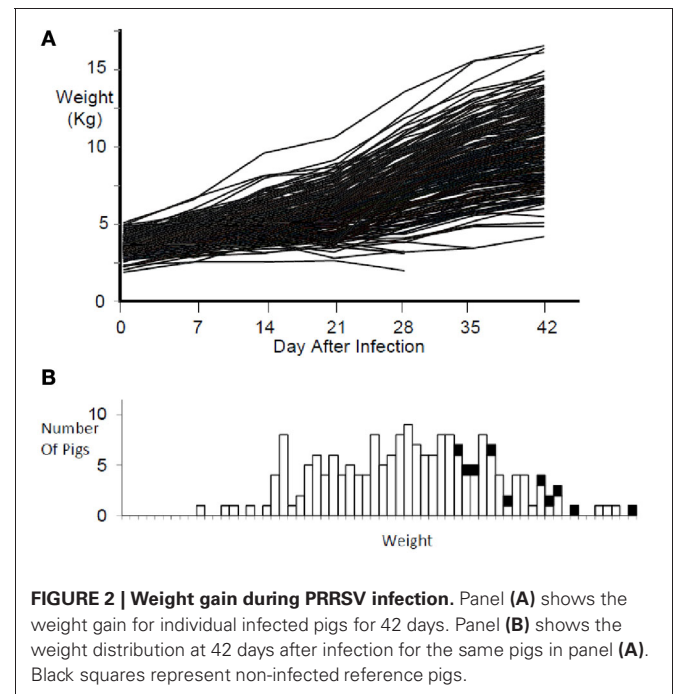 A
15
Weight
(Kg)
10
5
0
0 7 14 21 28 35 42
Day After Infection
B
10
Number
Of Pigs
5
0
Weight
FIGURE 2 | Weight gain during PRRSV infection. Panel (A) shows the
weight gain for individual infected pigs for 42 days. Panel (B) shows the
weight distribution at 42 days after infection for the same pigs in panel (A).
Black squares represent non-infected reference pigs.